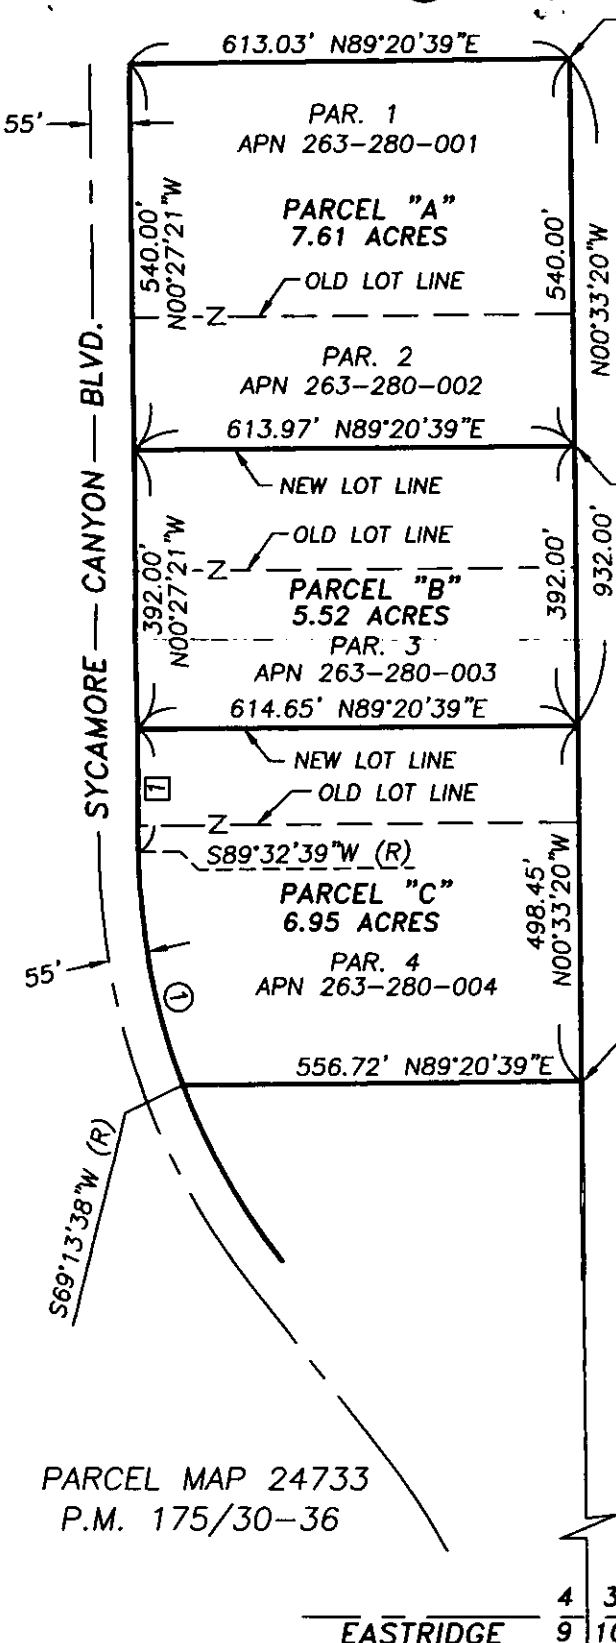 613.03' N89°20'39"E
55'
PAR. 1
APN 263-280-001
PARCEL "A"
7.61 ACRES
540.00'
N00°27'21"W
540.00'
N00°33'20"W
OLD LOT LINE
PAR. 2
APN 263-280-002
613.97' N89°20'39"E
NEW LOT LINE
OLD LOT LINE
SYCAMORE CANYON BLVD.
392.00'
N00°27'21"W
392.00'
932.00'
PARCEL "B"
5.52 ACRES
PAR. 3
APN 263-280-003
614.65' N89°20'39"E
NEW LOT LINE
1
OLD LOT LINE
S89°32'39"W (R)
PARCEL "C"
6.95 ACRES
498.45'
N00°33'20"W
PAR. 4
APN 263-280-004
55'
1
556.72' N89°20'39"E
S69°13'38"W (R)
PARCEL MAP 24733
P.M. 175/30-36
4 3
EASTRIDGE 9 10